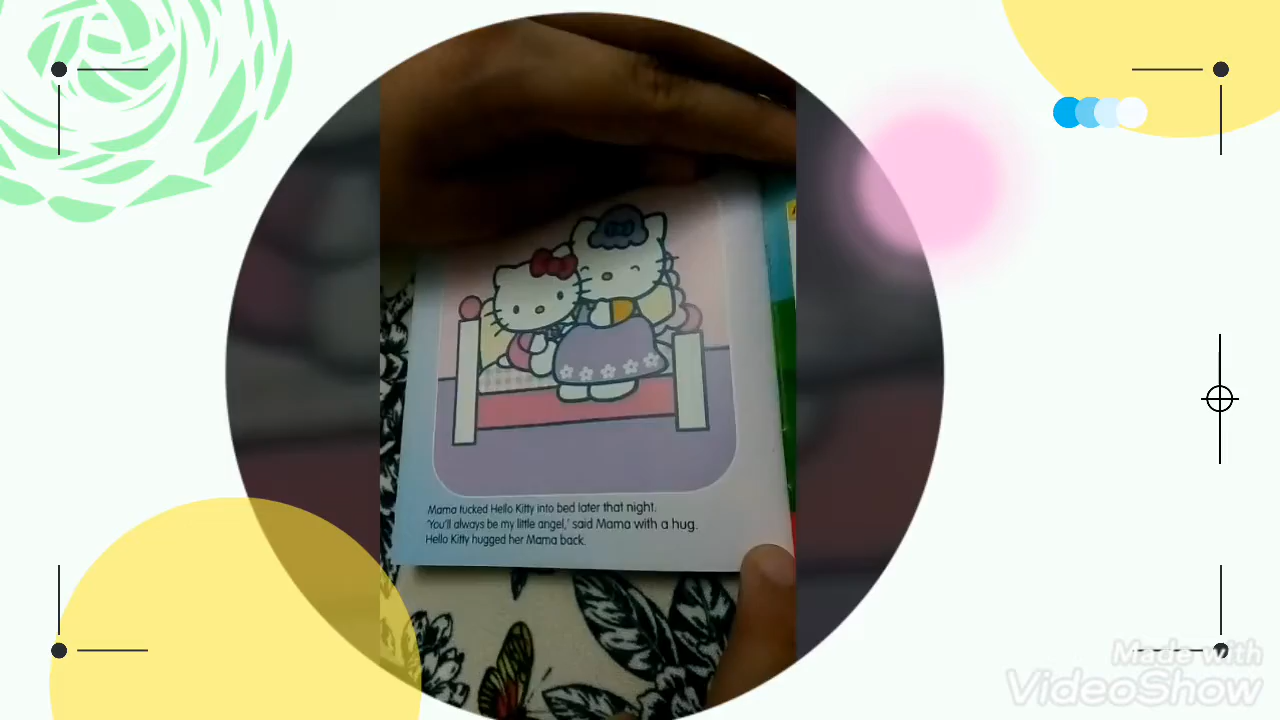 Mama tucked Hello Kitty into bed later that night.
'You'll always be my little angel,' said Mama with a hug.
Hello Kitty hugged her Mama back.
Made with
VideoShow